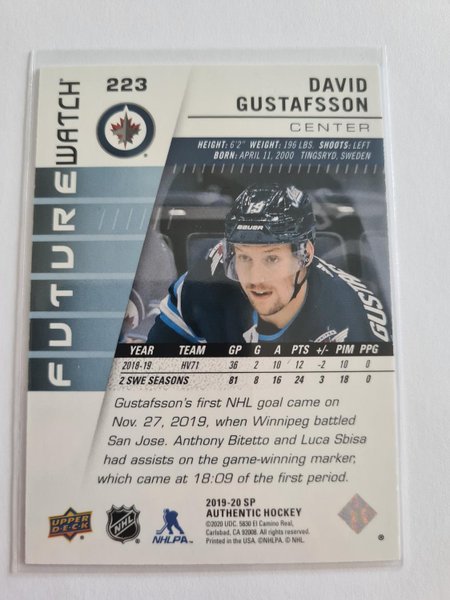 FUTUREWATCH®
223
DAVID
GUSTAFSSON
CENTER
HEIGHT: 6'2" WEIGHT: 196 LBS. SHOOTS: LEFT
BORN: APRIL 11, 2000 TINGSRYD, SWEDEN
19
BAUER
GUSTA
YEAR TEAM GP G A PTS +/- PIM PPG
2018-19 HV71 36 2 10 12 -2 10 0
2 SWE SEASONS 81 8 16 24 3 18 0
Gustafsson's first NHL goal came on
Nov. 27, 2019, when Winnipeg battled
San Jose. Anthony Bitetto and Luca Sbisa
had assists on the game-winning marker,
which came at 18:09 of the first period.
UPPER DECK
NHL
NHLPA
2019-20 SP
AUTHENTIC HOCKEY
©2020 UDC. 5830 El Camino Real,
Carlsbad, CA 92008. All rights reserved.
Printed in the USA. ©NHLPA. © NHL.
®